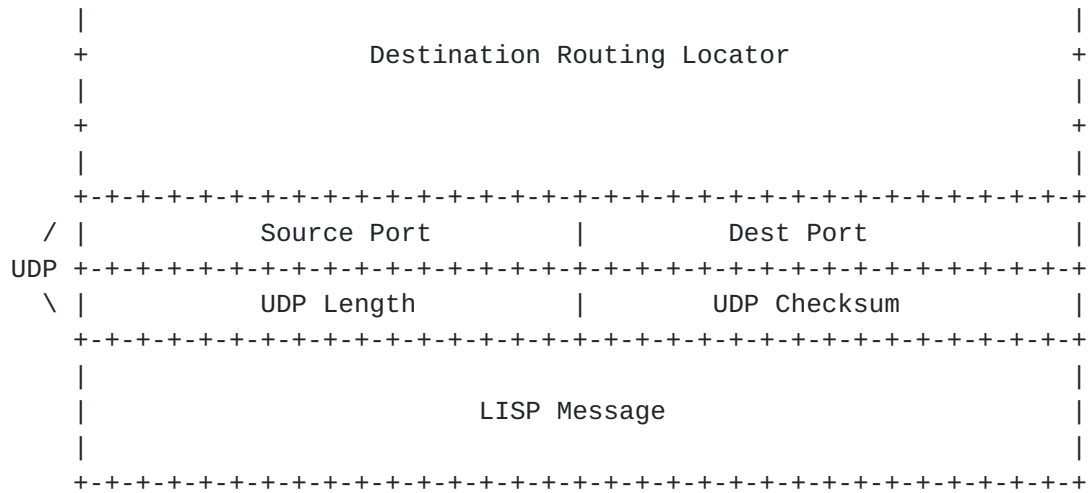 |                                                               |
+                  Destination Routing Locator                  +
|                                                               |
+                                                               +
|                                                               |
+-+-+-+-+-+-+-+-+-+-+-+-+-+-+-+-+-+-+-+-+-+-+-+-+-+-+-+-+-+-+-+-+
/ |           Source Port         |         Dest Port             |
UDP +-+-+-+-+-+-+-+-+-+-+-+-+-+-+-+-+-+-+-+-+-+-+-+-+-+-+-+-+-+-+-+-+
\ |           UDP Length          |        UDP Checksum           |
+-+-+-+-+-+-+-+-+-+-+-+-+-+-+-+-+-+-+-+-+-+-+-+-+-+-+-+-+-+-+-+-+
|                                                               |
|                         LISP Message                          |
|                                                               |
+-+-+-+-+-+-+-+-+-+-+-+-+-+-+-+-+-+-+-+-+-+-+-+-+-+-+-+-+-+-+-+-+